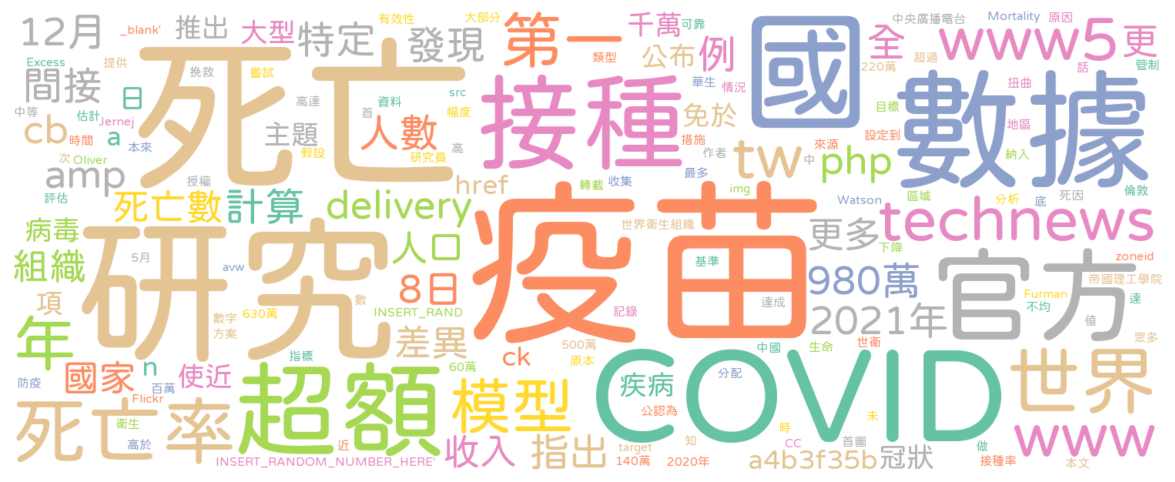 12月
_blank'
推出
大型
有效性
大部分
特定
發現
第一
千萬
可靠
類型
公布
例
國
全
中央廣播電台
Mortality
原因
www5
更
Excess
提供
挽救
嘗試
死亡
間接
中等
估計
日
Jernej
高達
資料
首
src
幅度
接種
華生
情況
220萬
超過
話
管制
扭曲
cb
時間
a
本來
主題
人數
措施
免於
目標
設定到
數據
地區
次
Oliver
假設
研究員
高
作者
tw
中
php
來源
納入
amp
評估
授權
href
轉載
收集
最多
img
Watson
區域
分析
底
死因
倫敦
死亡數
計算
delivery
疫苗
世界衛生組織
更多
下降
technews
病毒
組織
5月
avw
研究
人口
基準
980萬
官方
zoneid
帝國理工學院
項
數字
方案
630萬
8日
數
INSERT_RAND
記錄
達成
2021年
Furman
不均
達
值
年
指標
差異
ck
500萬
原本
中國
生命
世衛
眾多
防疫
國家
n
百萬
使近
超額
60萬
模型
COVID
疾病
公認為
分配
世界
Flickr
衛生
高於
死亡率
近
收入
指出
target
140萬
知
2020年
CC
時
首圖
未
a4b3f35b
冠狀
做
接種率
www
本文
INSERT_RANDOM_NUMBER_HERE'